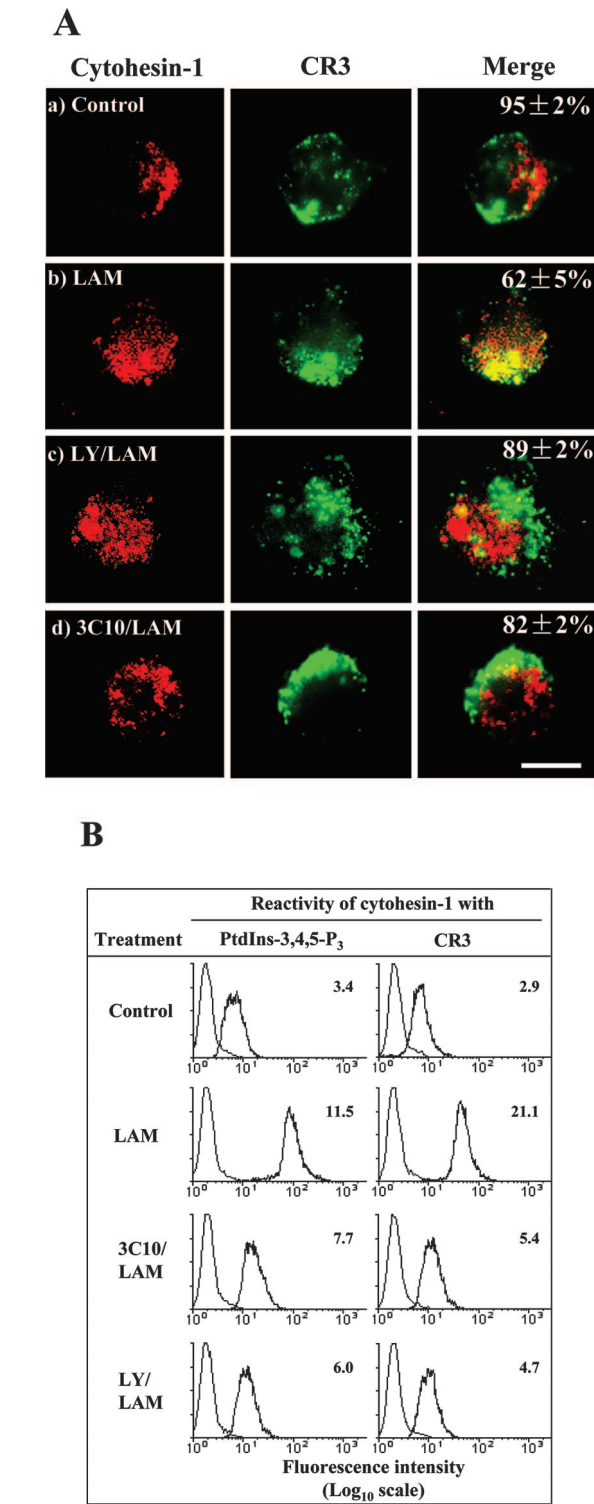 A
Cytohesin-1 CR3 Merge
a) Control 95±2%
b) LAM 62±5%
c) LY/LAM 89±2%
d) 3C10/LAM 82±2%
B
Reactivity of cytohesin-1 with
Treatment PtdIns-3,4,5-P₃ CR3
Control 3.4 2.9
10⁰ 10¹ 10² 10³ 10⁰ 10¹ 10² 10³
LAM 11.5 21.1
10⁰ 10¹ 10² 10³ 10⁰ 10¹ 10² 10³
3C10/ 7.7 5.4
LAM
10⁰ 10¹ 10² 10³ 10⁰ 10¹ 10² 10³
LY/ 6.0 4.7
LAM
10⁰ 10¹ 10² 10³ 10⁰ 10¹ 10² 10³
Fluorescence intensity
(Log₁₀ scale)